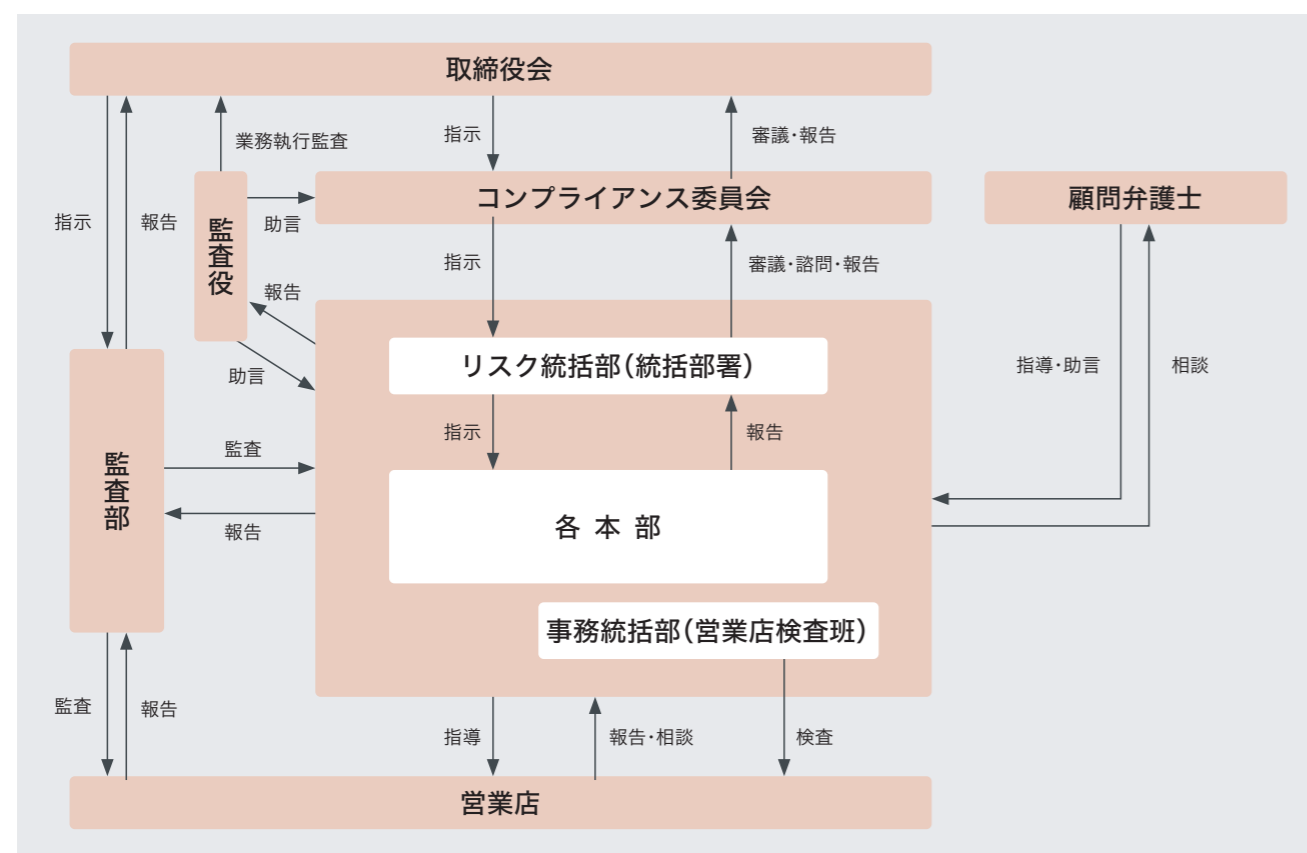 取締役会
業務執行監査
指示
審議・報告
コンプライアンス委員会
顧問弁護士
監査役
助言
指示
報告
指示
審議・諮問・報告
報告
リスク統括部(統括部署)
助言
指導・助言
相談
指示
報告
監査
監査部
各本部
報告
事務統括部(営業店検査班)
監査
報告
指導
報告・相談
検査
営業店